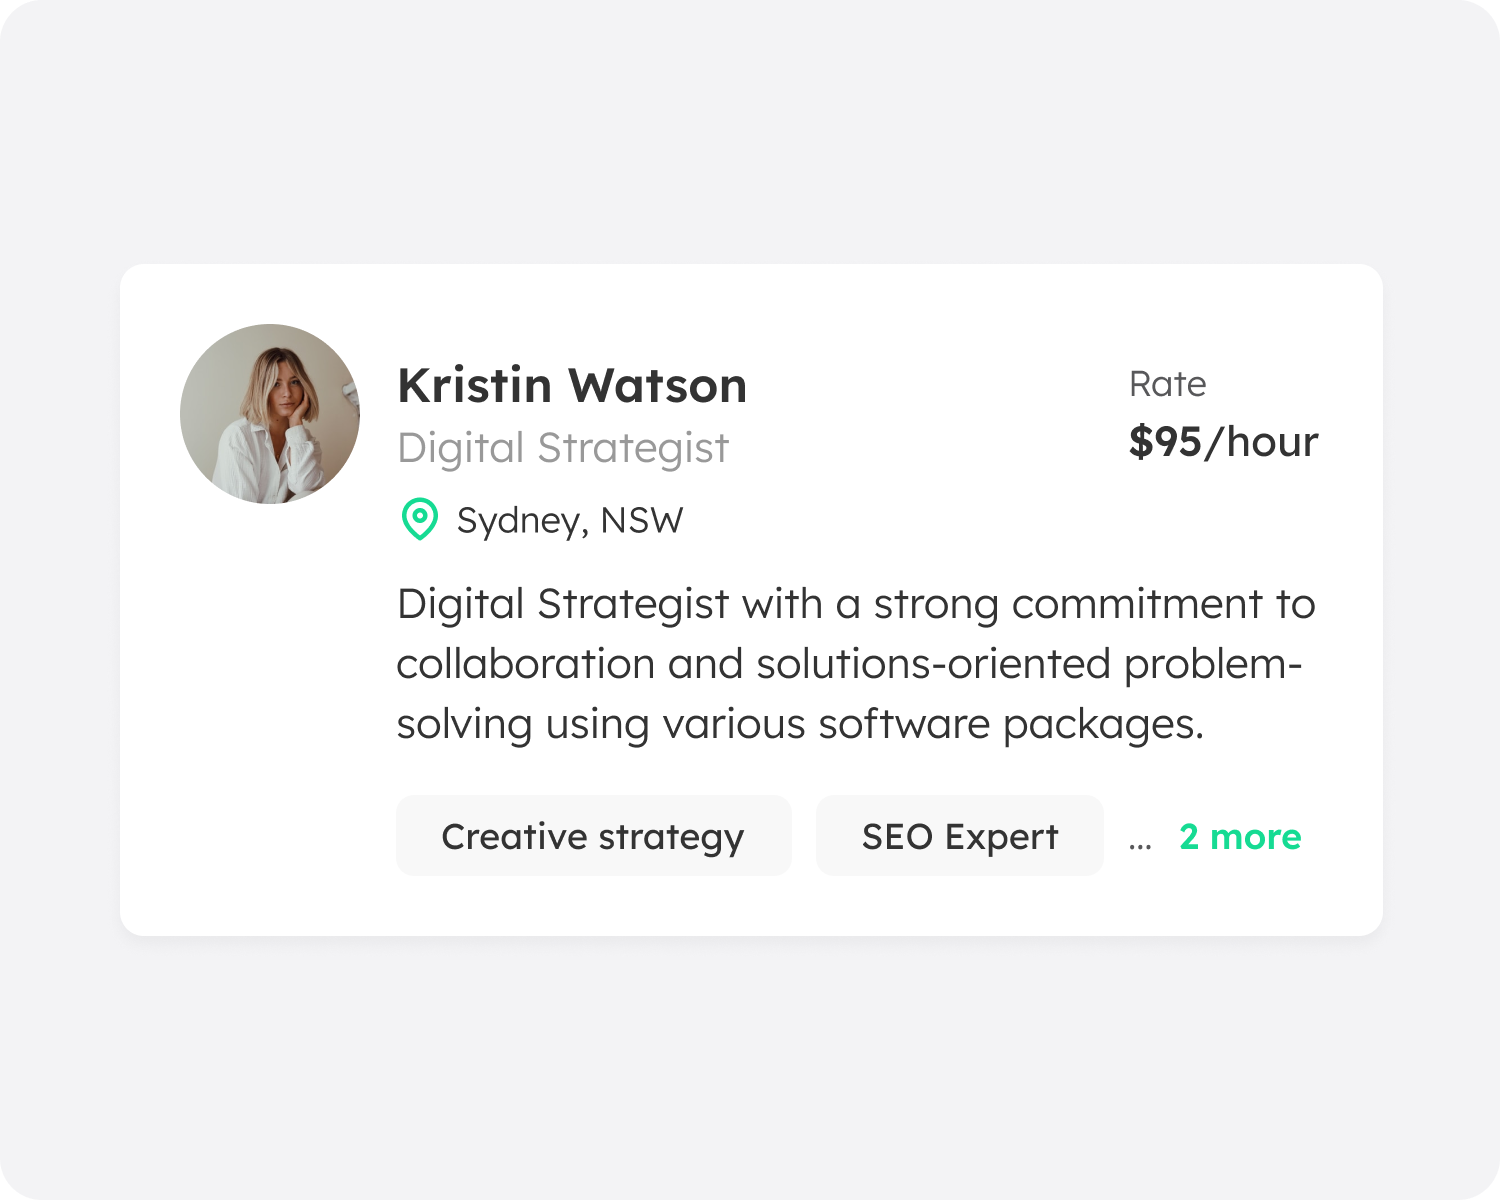 Kristin Watson
Digital Strategist
Sydney, NSW
Rate
$95/hour
Digital Strategist with a strong commitment to
collaboration and solutions-oriented problem-
solving using various software packages.
Creative strategy
SEO Expert
... 2 more